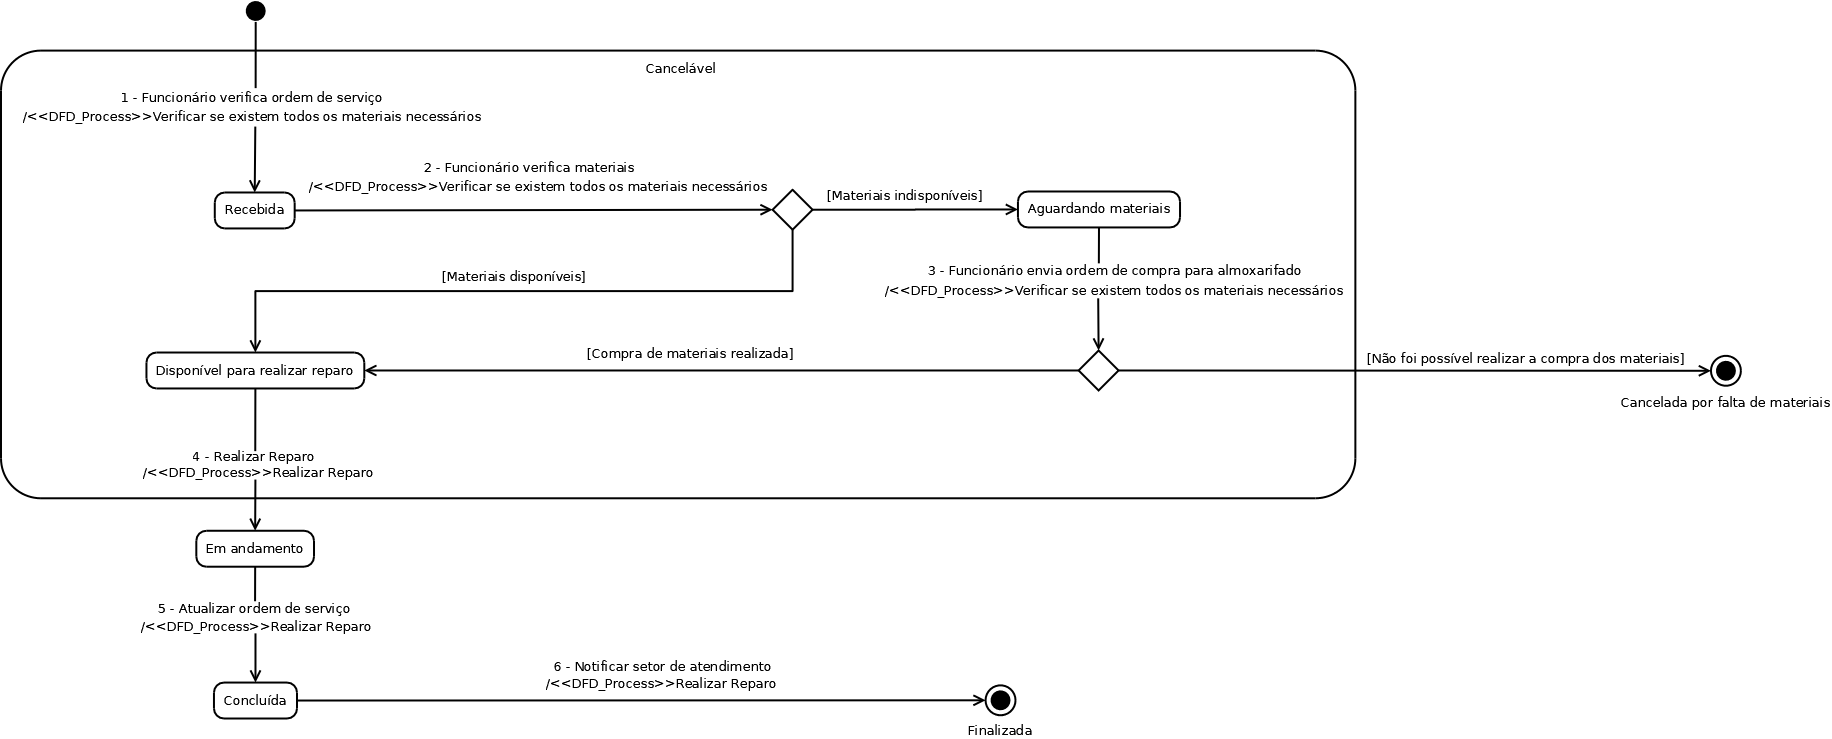 Cancelável
1 - Funcionário verifica ordem de serviço
/<<DFD_Process>>Verificar se existem todos os materiais necessários
2 - Funcionário verifica materiais
/<<DFD_Process>>Verificar se existem todos os materiais necessários
[Materiais indisponíveis]
Recebida
Aguardando materiais
[Materiais disponíveis]
3 - Funcionário envia ordem de compra para almoxarifado
/<<DFD_Process>>Verificar se existem todos os materiais necessários
[Compra de materiais realizada]
[Não foi possível realizar a compra dos materiais]
Disponível para realizar reparo
Cancelada por falta de materiais
4 - Realizar Reparo
/<<DFD_Process>>Realizar Reparo
Em andamento
5 - Atualizar ordem de serviço
/<<DFD_Process>>Realizar Reparo
6 - Notificar setor de atendimento
/<<DFD_Process>>Realizar Reparo
Concluída
Finalizada